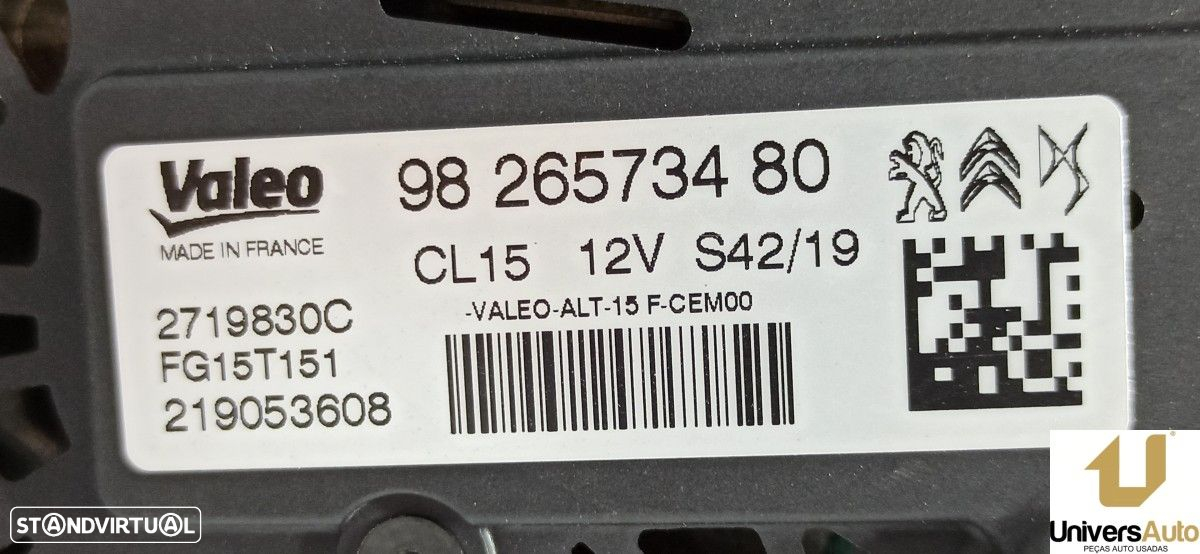 Valeo
MADE IN FRANCE
98 265734 80
CL15 12V S42/19
-VALEO-ALT-15 F-CEM00
2719830C
FG15T151
219053608
STANDVIRTUAL
UniversAuto
PEÇAS AUTO USADAS